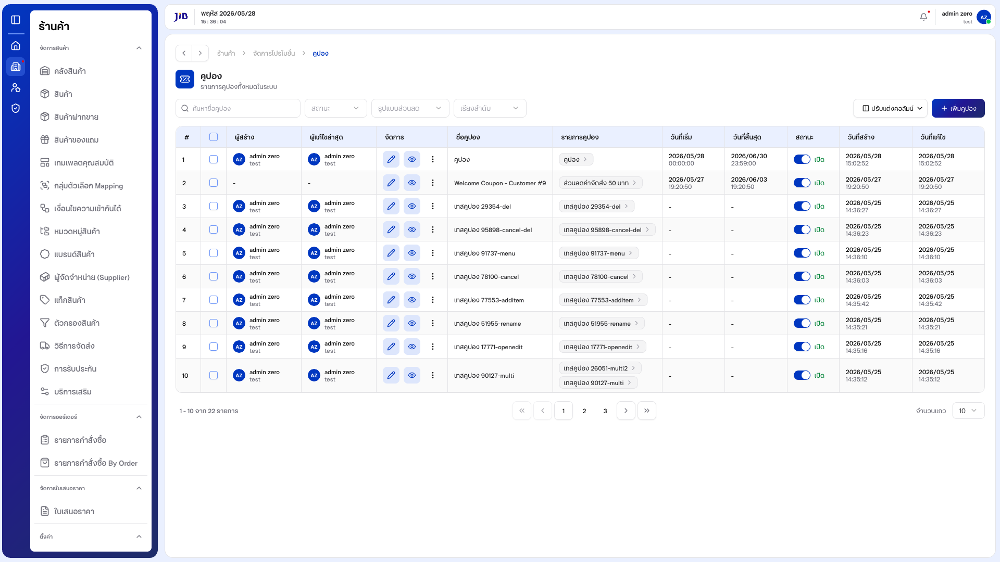 ร้านค้า
จัดการสินค้า
คลังสินค้า
สินค้า
สินค้าฝากขาย
สินค้าของแถม
เทมเพลตคุณสมบัติ
กลุ่มตัวเลือก Mapping
เงื่อนไขความเข้ากันได้
หมวดหมู่สินค้า
แบรนด์สินค้า
ผู้จัดจำหน่าย (Supplier)
แท็กสินค้า
ตัวกรองสินค้า
วิธีการจัดส่ง
การรับประกัน
บริการเสริม
จัดการออร์เดอร์
รายการคำสั่งซื้อ
รายการคำสั่งซื้อ By Order
จัดการใบเสนอราคา
ใบเสนอราคา
ตั้งค่า
JIB
พฤหัส 2026/05/28
15 : 36 : 04
admin zero
test
AZ
ร้านค้า จัดการโปรโมชั่น คูปอง
คูปอง
รายการคูปองทั้งหมดในระบบ
ค้นหาชื่อคูปอง สถานะ รูปแบบส่วนลด เรียงลำดับ ปรับแต่งคอลัมน์ เพิ่มคูปอง
# ผู้สร้าง ผู้แก้ไขล่าสุด จัดการ ชื่อคูปอง รายการคูปอง วันที่เริ่ม วันที่สิ้นสุด สถานะ วันที่สร้าง วันที่แก้ไข
1 AZ admin zero test AZ admin zero test คูปอง คูปอง 2026/05/28 00:00:00 2026/06/30 23:59:00 เปิด 2026/05/28 15:02:52 2026/05/28 15:02:52
2 - - Welcome Coupon - Customer #9 ส่วนลดค่าจัดส่ง 50 บาท 2026/05/27 19:20:50 2026/06/03 19:20:50 เปิด 2026/05/27 19:20:50 2026/05/27 19:20:50
3 AZ admin zero test AZ admin zero test เทสคูปอง 29354-del เทสคูปอง 29354-del - - เปิด 2026/05/25 14:36:27 2026/05/25 14:36:27
4 AZ admin zero test AZ admin zero test เทสคูปอง 95898-cancel-del เทสคูปอง 95898-cancel-del - - เปิด 2026/05/25 14:36:23 2026/05/25 14:36:23
5 AZ admin zero test AZ admin zero test เทสคูปอง 91737-menu เทสคูปอง 91737-menu - - เปิด 2026/05/25 14:36:10 2026/05/25 14:36:10
6 AZ admin zero test AZ admin zero test เทสคูปอง 78100-cancel เทสคูปอง 78100-cancel - - เปิด 2026/05/25 14:36:03 2026/05/25 14:36:03
7 AZ admin zero test AZ admin zero test เทสคูปอง 77553-additem เทสคูปอง 77553-additem - - เปิด 2026/05/25 14:35:42 2026/05/25 14:35:42
8 AZ admin zero test AZ admin zero test เทสคูปอง 51955-rename เทสคูปอง 51955-rename - - เปิด 2026/05/25 14:35:21 2026/05/25 14:35:21
9 AZ admin zero test AZ admin zero test เทสคูปอง 17771-openedit เทสคูปอง 17771-openedit - - เปิด 2026/05/25 14:35:16 2026/05/25 14:35:16
10 AZ admin zero test AZ admin zero test เทสคูปอง 90127-multi เทสคูปอง 26051-multi2 เทสคูปอง 90127-multi - - เปิด 2026/05/25 14:35:12 2026/05/25 14:35:12
1 - 10 จาก 22 รายการ 1 2 3 จำนวนแถว 10